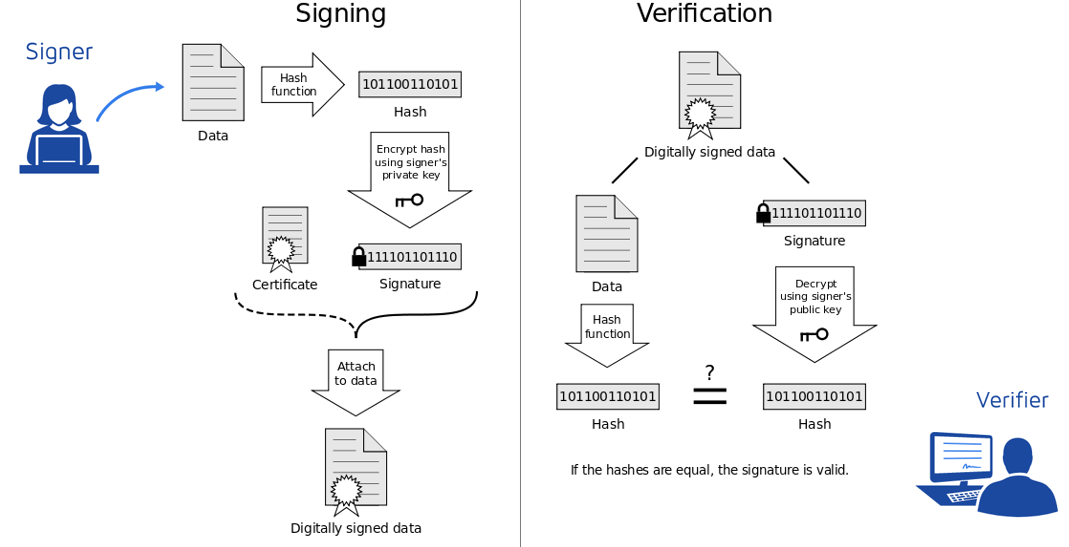 Signing
Signer
Data
Hash
function
101100110101
Hash
Encrypt hash
using signer's
private key
Certificate
111101101110
Signature
Attach
to data
Digitally signed data
Verification
Digitally signed data
Data
111101101110
Signature
Hash
function
Decrypt
using signer's
public key
101100110101
Hash
?
=
101100110101
Hash
If the hashes are equal, the signature is valid.
Verifier